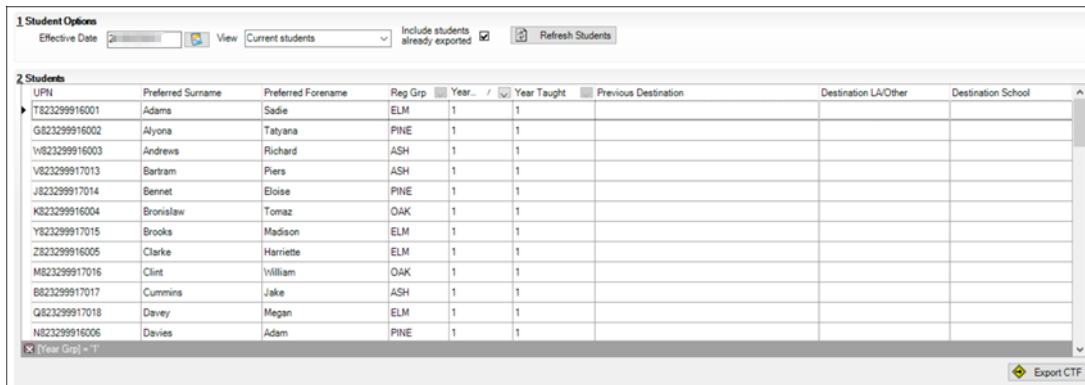 1 Student Options
Effective Date View Current students Include students already exported Refresh Students
2 Students
UPN Preferred Surname Preferred Forename Reg Grp Year.. Year Taught Previous Destination Destination LA/Other Destination School
T823299916001 Adams Sadie ELM 1 1
G823299916002 Alyona Tatyana PINE 1 1
W823299916003 Andrews Richard ASH 1 1
V823299917013 Bartram Piers ASH 1 1
J823299917014 Bennet Eloise PINE 1 1
K823299916004 Bronislaw Tomaz OAK 1 1
Y823299917015 Brooks Madison ELM 1 1
Z823299916005 Clarke Harriette ELM 1 1
M823299917016 Clint William OAK 1 1
B823299917017 Cummins Jake ASH 1 1
Q823299917018 Davey Megan ELM 1 1
N823299916006 Davies Adam PINE 1 1
[Year Grp] = '1'
Export CTF